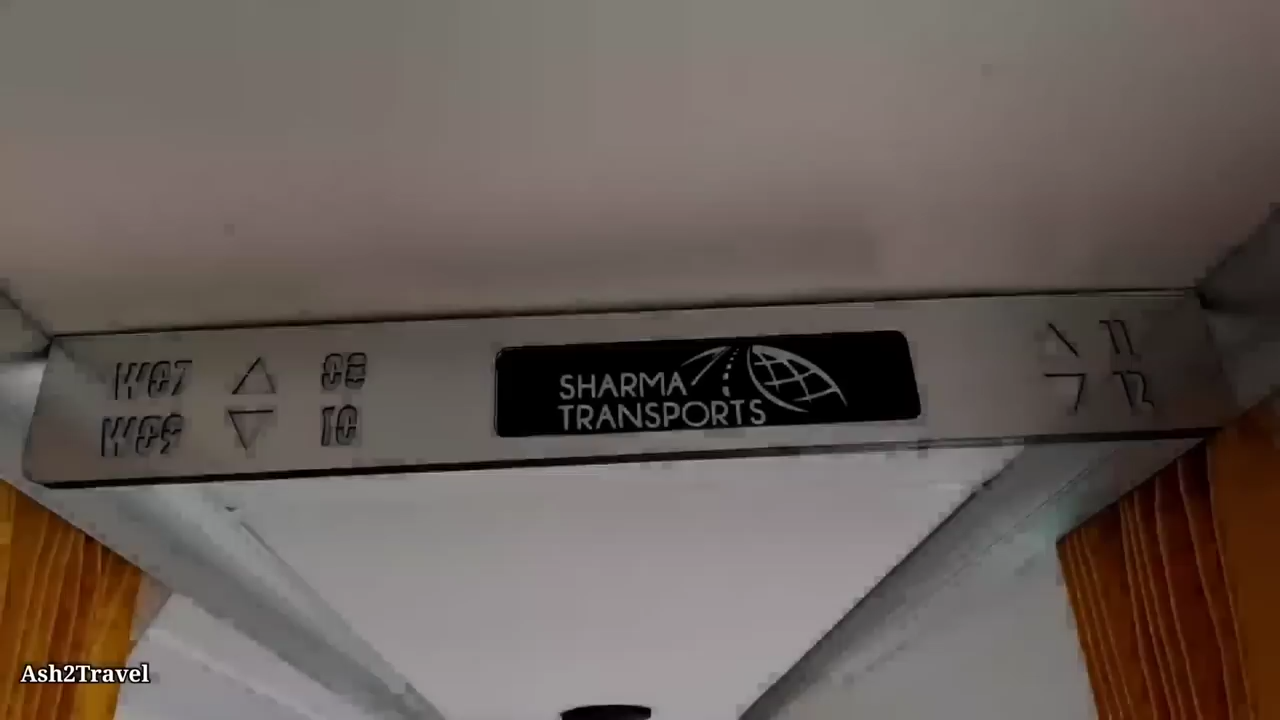 W07 △ 08
W09 ▽ 10
SHARMA
TRANSPORTS
11
12
Ash2Travel